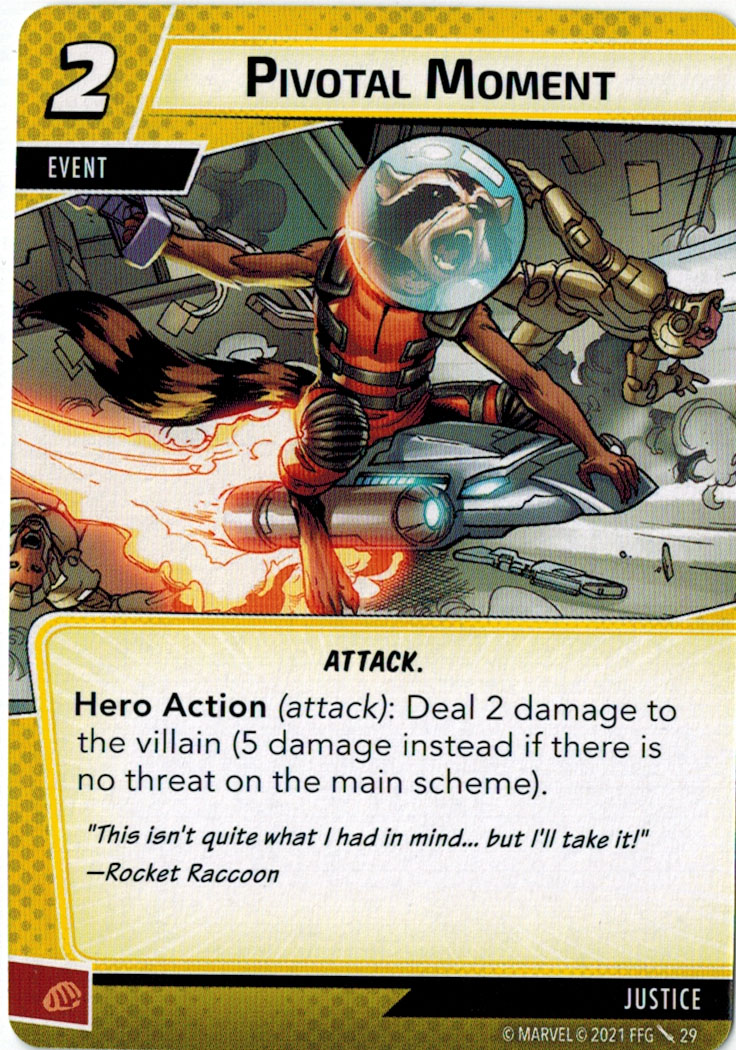 2
PIVOTAL MOMENT
EVENT
ATTACK.
Hero Action (attack): Deal 2 damage to
the villain (5 damage instead if there is
no threat on the main scheme).
"This isn't quite what I had in mind... but I'll take it!"
—Rocket Raccoon
JUSTICE
© MARVEL © 2021 FFG 29